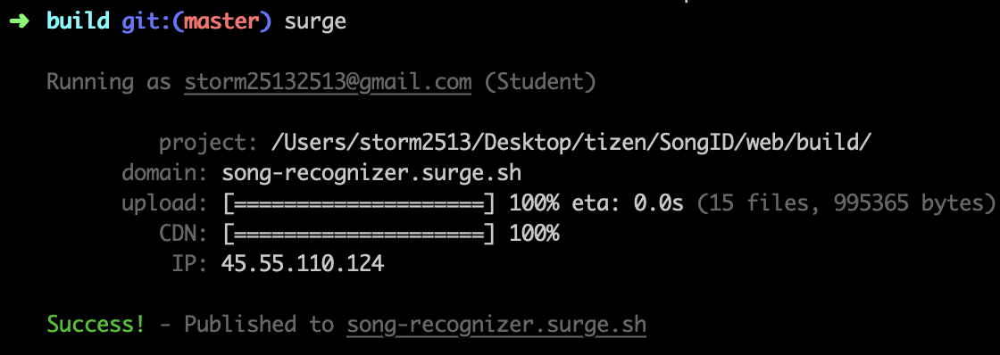 ➜ build git:(master) surge
Running as storm25132513@gmail.com (Student)
project: /Users/storm2513/Desktop/tizen/SongID/web/build/
domain: song-recognizer.surge.sh
upload: [====================] 100% eta: 0.0s (15 files, 995365 bytes)
CDN: [====================] 100%
IP: 45.55.110.124
Success! - Published to song-recognizer.surge.sh